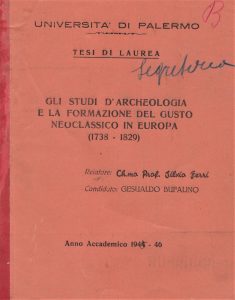 B
UNIVERSITA' DI PALERMO
TESI DI LAUREA
Segreteria
GLI STUDI D'ARCHEOLOGIA
E LA FORMAZIONE DEL GUSTO
NEOCLASSICO IN EUROPA
(1738 - 1829)
Relatore: Ch.mo Prof. Silvio Ferri
Candidato: GESUALDO BUFALINO
Anno Accademico 1945 - 46